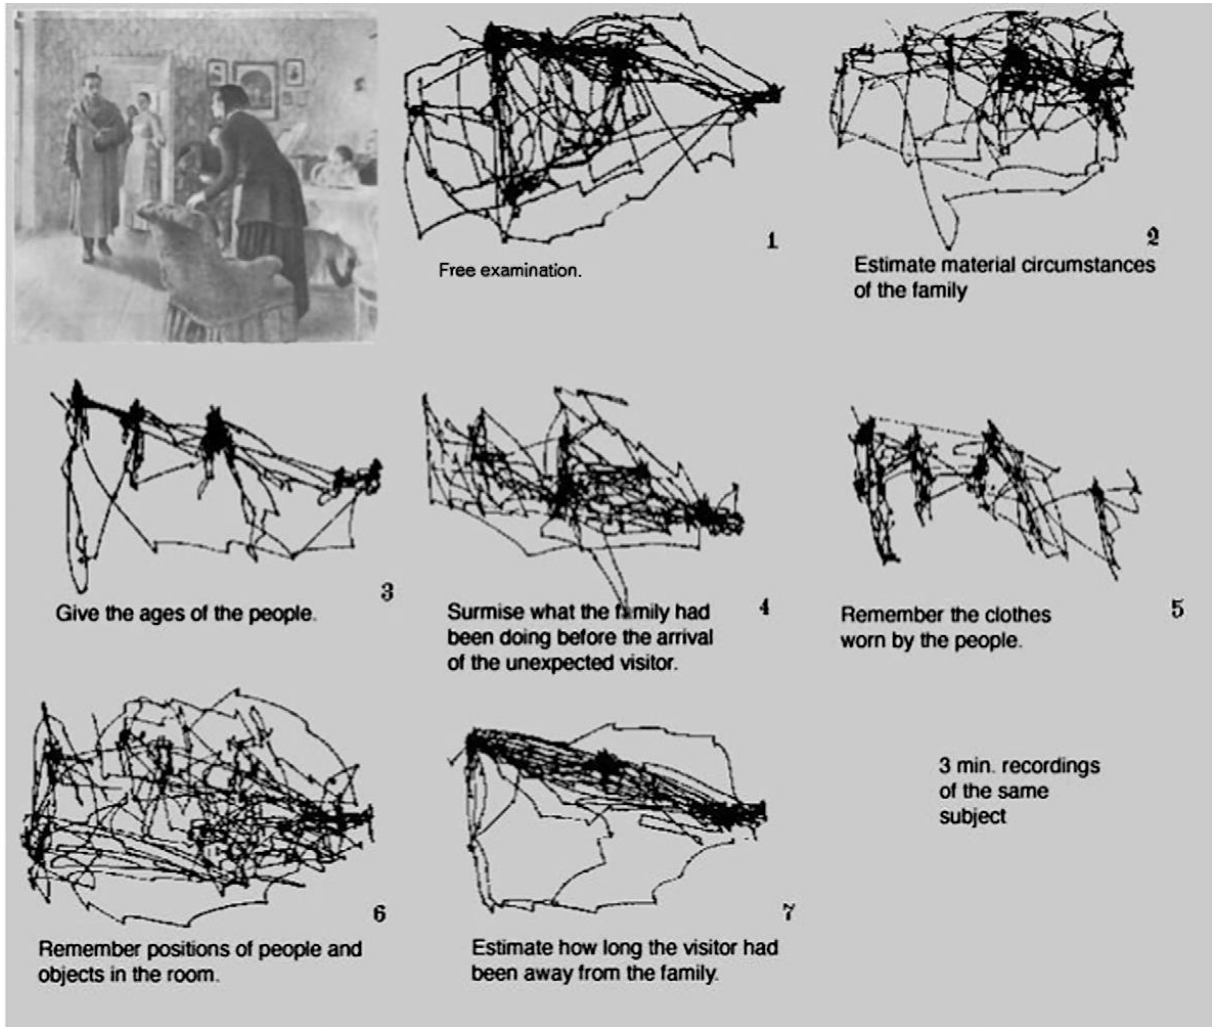 1
Free examination.
2
Estimate material circumstances
of the family
3
Give the ages of the people.
4
Surmise what the family had
been doing before the arrival
of the unexpected visitor.
5
Remember the clothes
worn by the people.
6
Remember positions of people and
objects in the room.
7
Estimate how long the visitor had
been away from the family.
3 min. recordings
of the same
subject